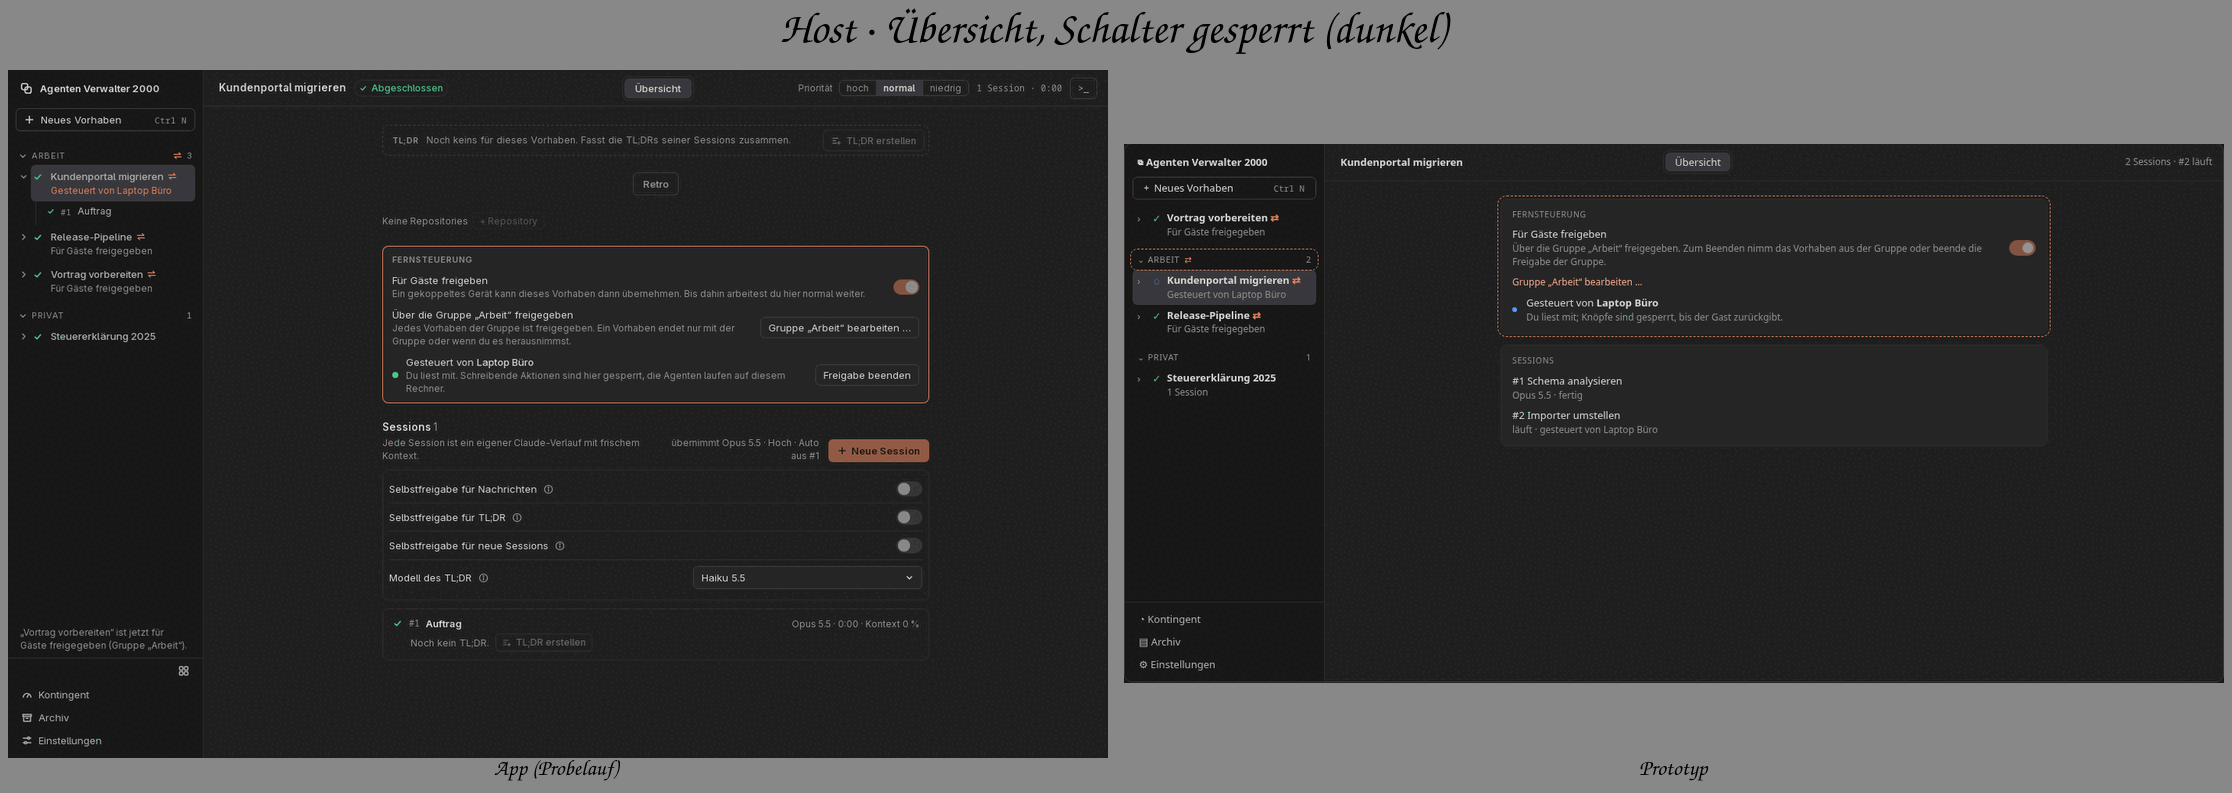 Host · Übersicht, Schalter gesperrt (dunkel)
Agenten Verwalter 2000
Neues Vorhaben Ctrl N
ARBEIT 3
Kundenportal migrieren
Gesteuert von Laptop Büro
#1 Auftrag
Release-Pipeline
Für Gäste freigegeben
Vortrag vorbereiten
Für Gäste freigegeben
PRIVAT 1
Steuererklärung 2025
„Vortrag vorbereiten“ ist jetzt für
Gäste freigegeben (Gruppe „Arbeit“).
Kontingent
Archiv
Einstellungen
Kundenportal migrieren Abgeschlossen Übersicht Priorität hoch normal niedrig 1 Session · 0:00 >_
TL;DR Noch keins für dieses Vorhaben. Fasst die TL;DRs seiner Sessions zusammen. TL;DR erstellen
Retro
Keine Repositories + Repository
FERNSTEUERUNG
Für Gäste freigeben
Ein gekoppeltes Gerät kann dieses Vorhaben dann übernehmen. Bis dahin arbeitest du hier normal weiter.
Über die Gruppe „Arbeit“ freigegeben
Jedes Vorhaben der Gruppe ist freigegeben. Ein Vorhaben endet nur mit der
Gruppe oder wenn du es herausnimmst.
Gruppe „Arbeit“ bearbeiten ...
Gesteuert von Laptop Büro
Du liest mit. Schreibende Aktionen sind hier gesperrt, die Agenten laufen auf diesem
Rechner.
Freigabe beenden
Sessions 1
Jede Session ist ein eigener Claude-Verlauf mit frischem
Kontext.
übernimmt Opus 5.5 · Hoch · Auto
aus #1
+ Neue Session
Selbstfreigabe für Nachrichten
Selbstfreigabe für TL;DR
Selbstfreigabe für neue Sessions
Modell des TL;DR Haiku 5.5
#1 Auftrag Opus 5.5 · 0:00 · Kontext 0 %
Noch kein TL;DR. TL;DR erstellen
App (Probelauf)
Agenten Verwalter 2000
+ Neues Vorhaben Ctrl N
Vortrag vorbereiten
Für Gäste freigegeben
ARBEIT 2
Kundenportal migrieren
Gesteuert von Laptop Büro
Release-Pipeline
Für Gäste freigegeben
PRIVAT 1
Steuererklärung 2025
1 Session
Kontingent
Archiv
Einstellungen
Kundenportal migrieren Übersicht 2 Sessions · #2 läuft
FERNSTEUERUNG
Für Gäste freigeben
Über die Gruppe „Arbeit“ freigegeben. Zum Beenden nimm das Vorhaben aus der Gruppe oder beende die
Freigabe der Gruppe.
Gruppe „Arbeit“ bearbeiten ...
Gesteuert von Laptop Büro
Du liest mit; Knöpfe sind gesperrt, bis der Gast zurückgibt.
SESSIONS
#1 Schema analysieren
Opus 5.5 · fertig
#2 Importer umstellen
läuft · gesteuert von Laptop Büro
Prototyp